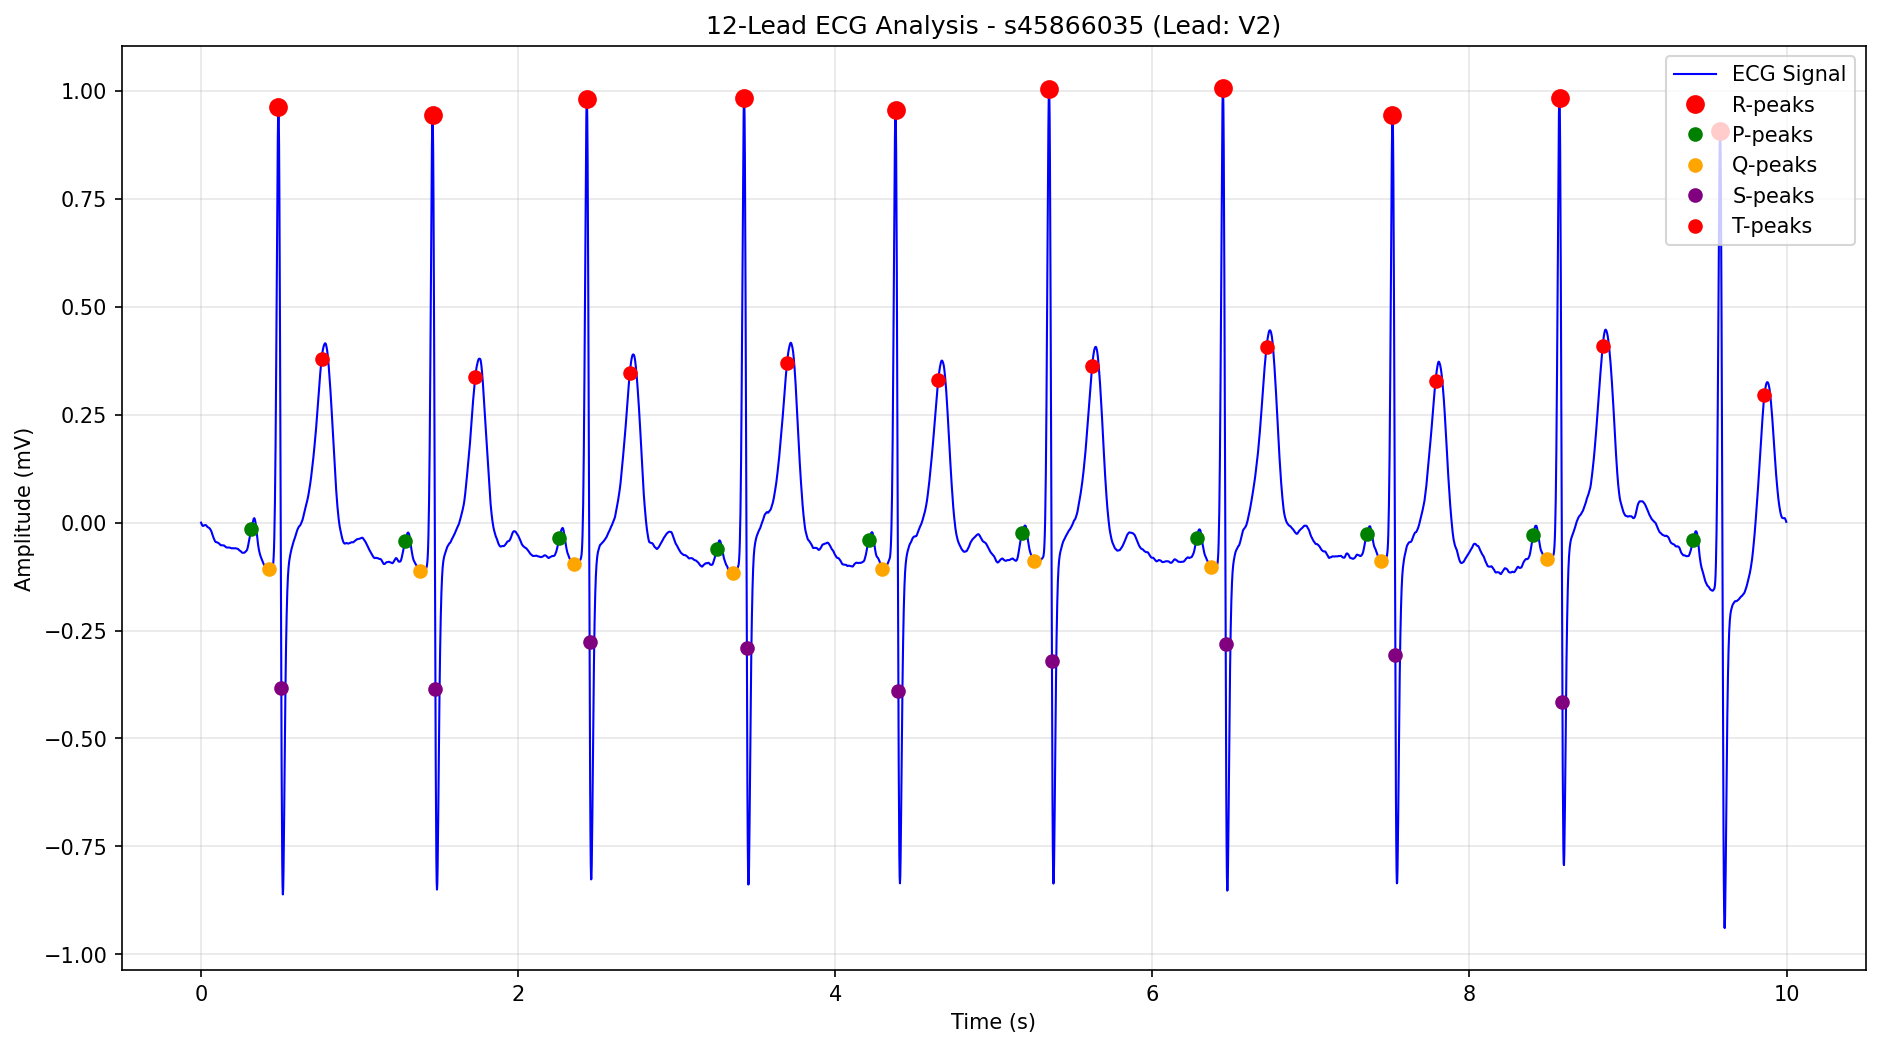 12-Lead ECG Analysis - s45866035 (Lead: V2)
ECG Signal
R-peaks
P-peaks
Q-peaks
S-peaks
T-peaks
Amplitude (mV)
1.00
0.75
0.50
0.25
0.00
−0.25
−0.50
−0.75
−1.00
0 2 4 6 8 10
Time (s)